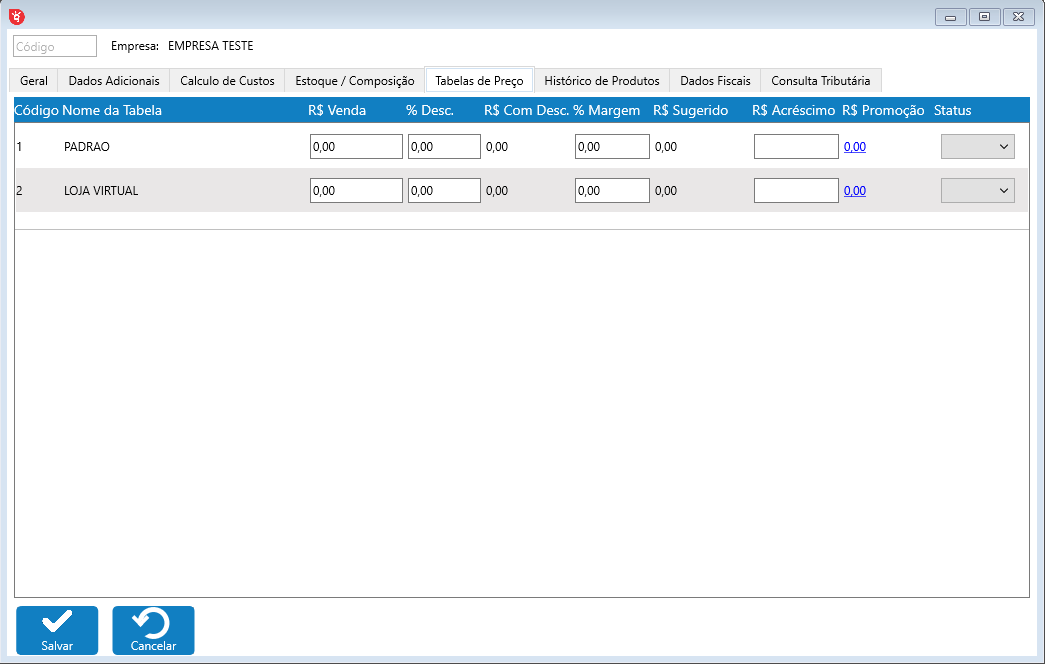 Código Empresa: EMPRESA TESTE
Geral Dados Adicionais Calculo de Custos Estoque / Composição Tabelas de Preço Histórico de Produtos Dados Fiscais Consulta Tributária
Código Nome da Tabela R$ Venda % Desc. R$ Com Desc. % Margem R$ Sugerido R$ Acréscimo R$ Promoção Status
1 PADRAO 0,00 0,00 0,00 0,00 0,00 0,00
2 LOJA VIRTUAL 0,00 0,00 0,00 0,00 0,00 0,00
Salvar Cancelar